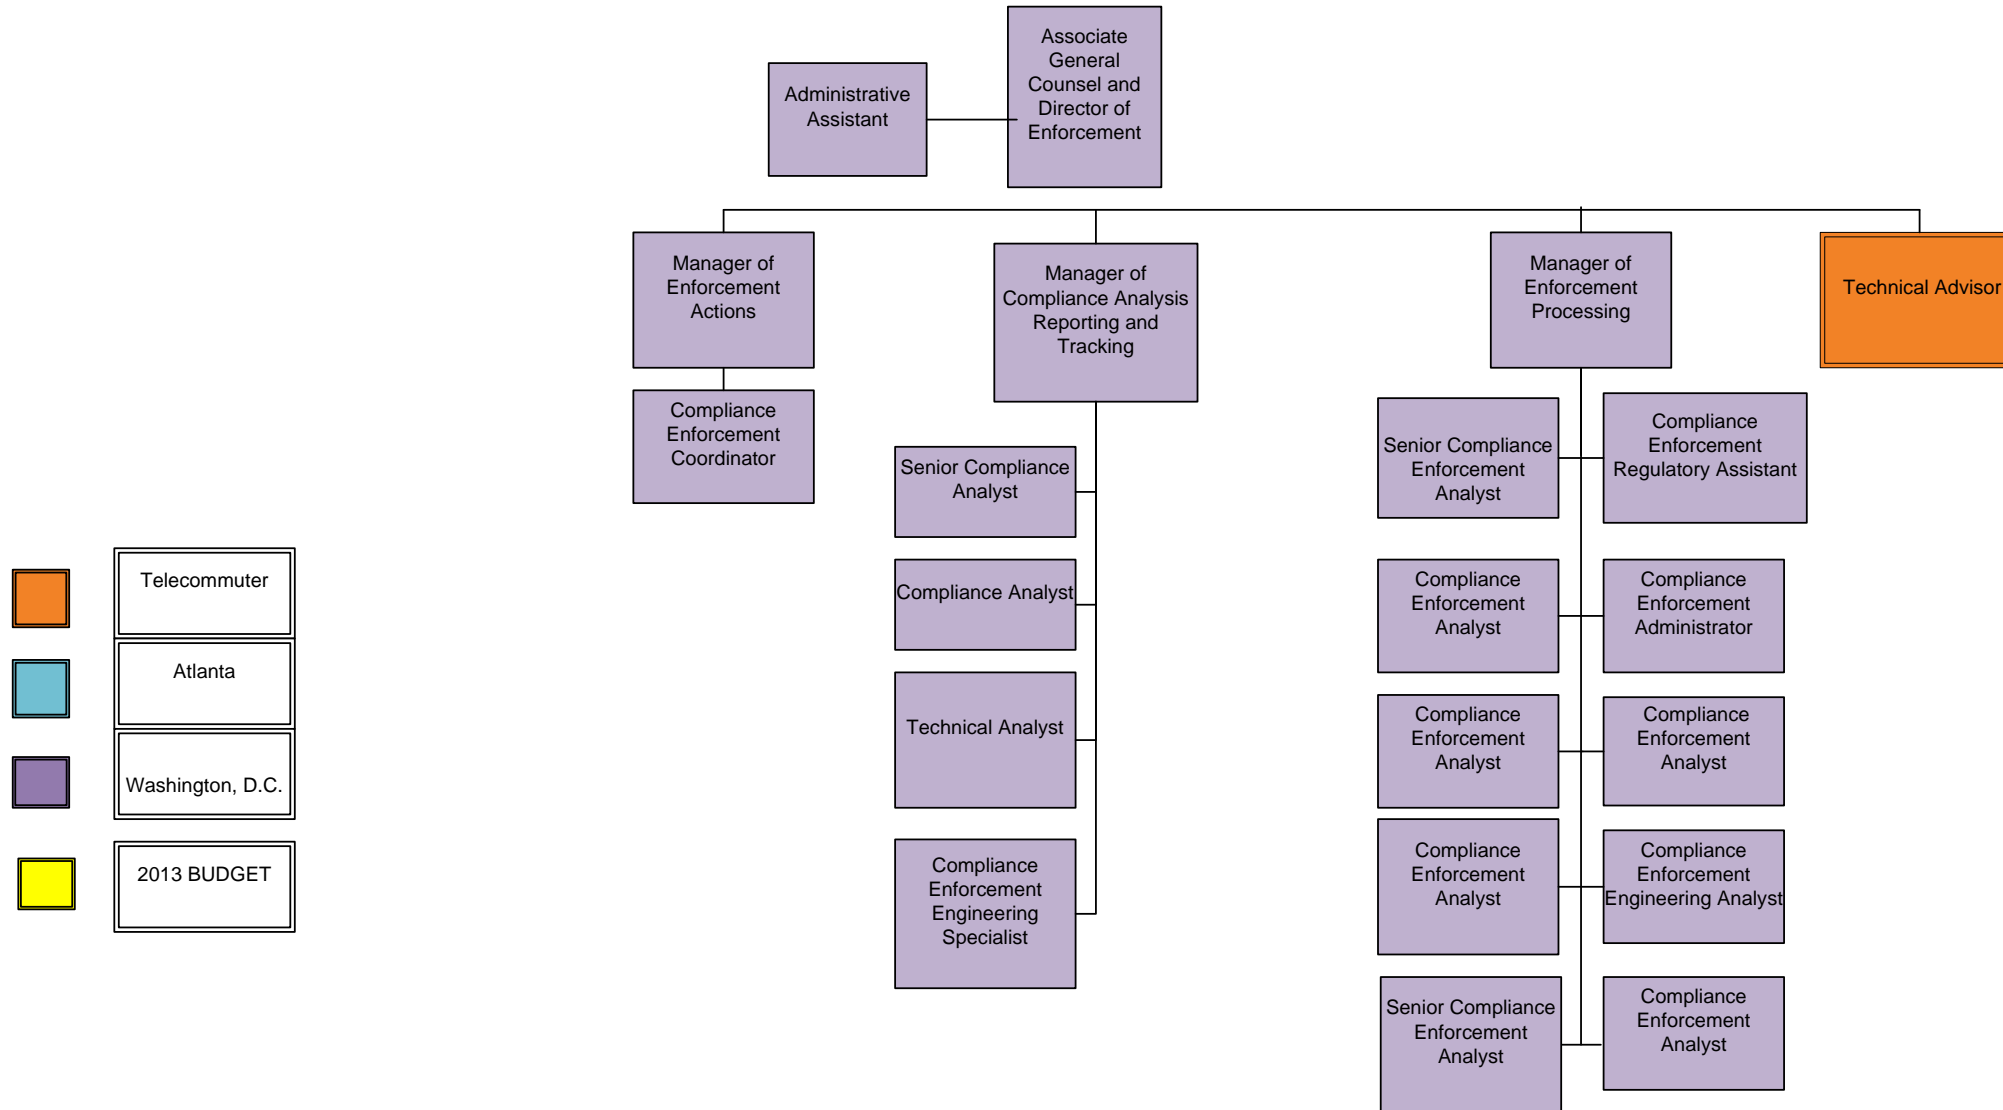 Associate
General
Counsel and
Director of
Enforcement
Administrative
Assistant
Manager of
Enforcement
Actions
Manager of
Compliance Analysis
Reporting and
Tracking
Manager of
Enforcement
Processing
Technical Advisor
Compliance
Enforcement
Coordinator
Senior Compliance
Analyst
Compliance Analyst
Technical Analyst
Compliance
Enforcement
Engineering
Specialist
Senior Compliance
Enforcement
Analyst
Compliance
Enforcement
Regulatory Assistant
Compliance
Enforcement
Analyst
Compliance
Enforcement
Administrator
Compliance
Enforcement
Analyst
Compliance
Enforcement
Analyst
Compliance
Enforcement
Analyst
Compliance
Enforcement
Engineering Analyst
Senior Compliance
Enforcement
Analyst
Compliance
Enforcement
Analyst
Telecommuter
Atlanta
Washington, D.C.
2013 BUDGET